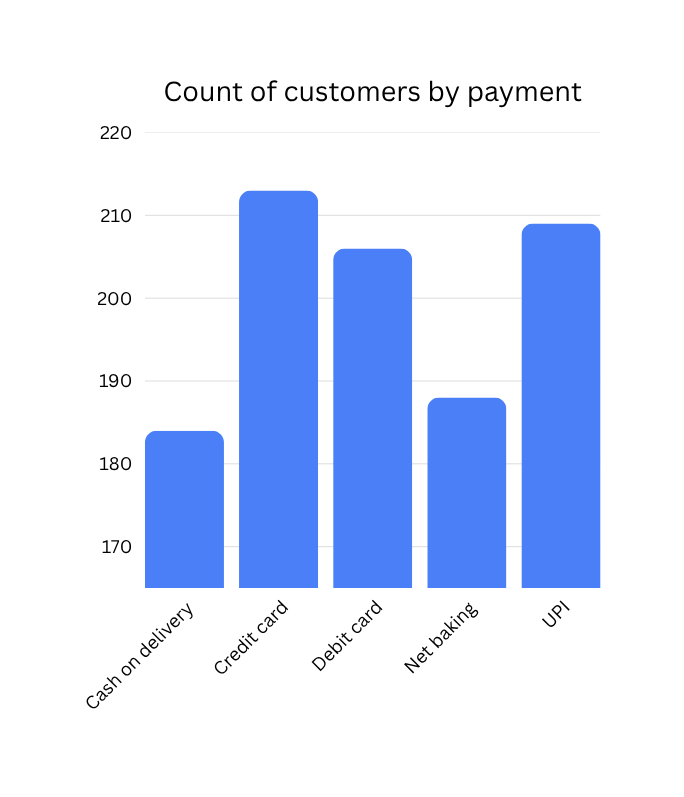 Count of customers by payment
220
210
200
190
180
170
Cash on delivery
Credit card
Debit card
Net baking
UPI